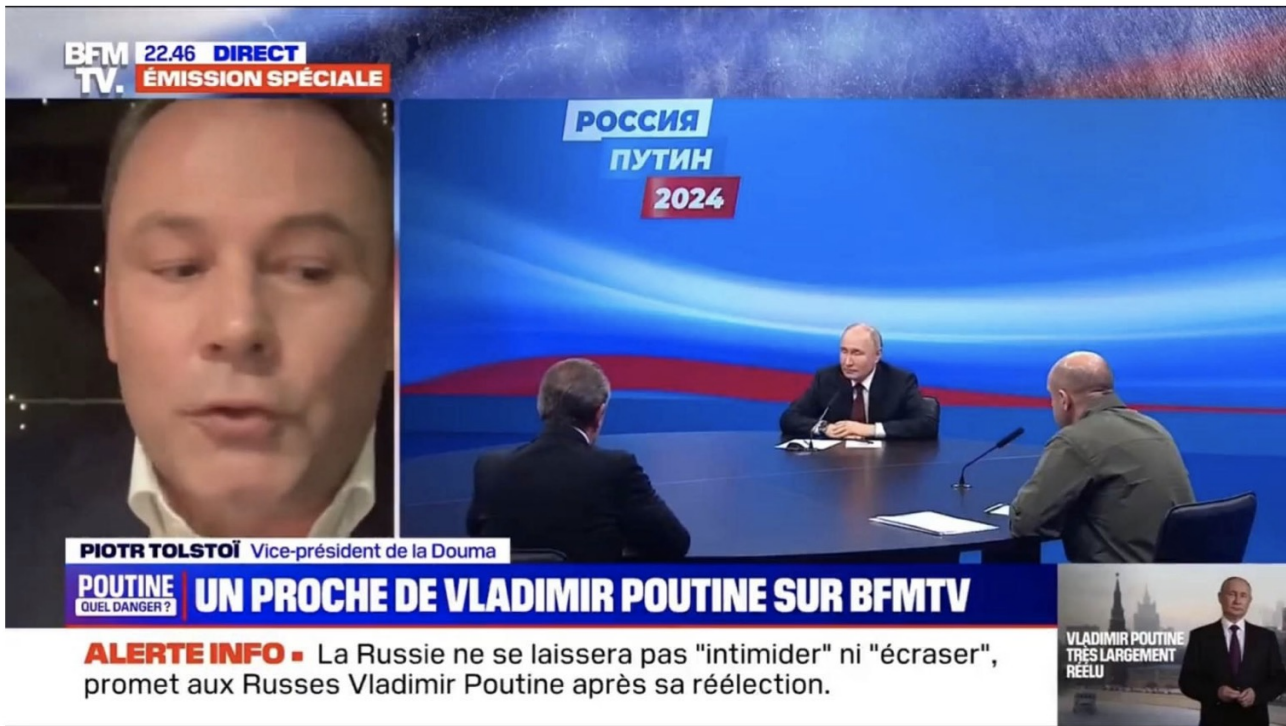 BFM
TV.
22.46 DIRECT
ÉMISSION SPÉCIALE
РОССИЯ
ПУТИН
2024
PIOTR TOLSTOÏ Vice-président de la Douma
POUTINE
QUEL DANGER ?
UN PROCHE DE VLADIMIR POUTINE SUR BFMTV
ALERTE INFO ▪ La Russie ne se laissera pas "intimider" ni "écraser",
promet aux Russes Vladimir Poutine après sa réélection.
VLADIMIR POUTINE
TRÈS LARGEMENT
RÉÉLU